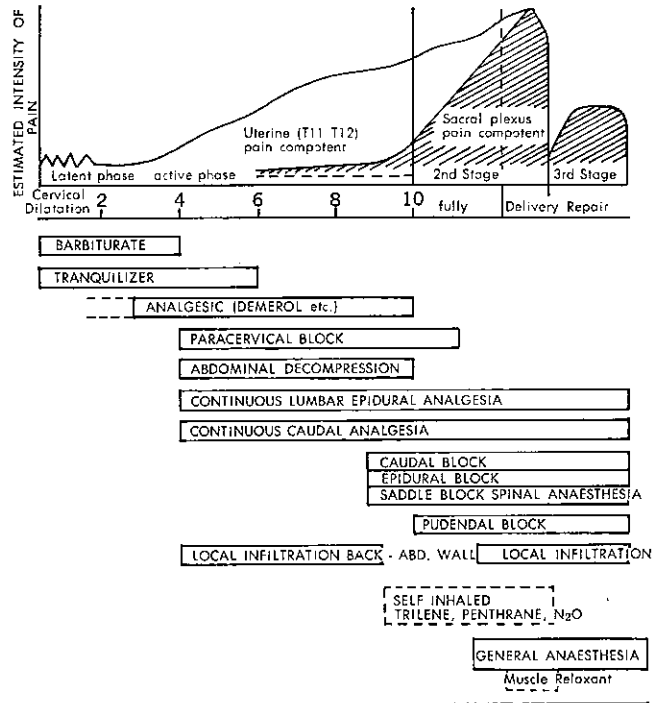 ESTIMATED INTENSITY OF
PAIN
Uterine (T11 T12)
pain compotent
Sacral plexus
pain competent
Latent phase active phase 2nd Stage 3rd Stage
Cervical
Dilatation 2 4 6 8 10 fully Delivery Repair
BARBITURATE
TRANQUILIZER
ANALGESIC (DEMEROL etc.)
PARACERVICAL BLOCK
ABDOMINAL DECOMPRESSION
CONTINUOUS LUMBAR EPIDURAL ANALGESIA
CONTINUOUS CAUDAL ANALGESIA
CAUDAL BLOCK
EPIDURAL BLOCK
SADDLE BLOCK SPINAL ANAESTHESIA
PUDENDAL BLOCK
LOCAL INFILTRATION BACK - ABD. WALL LOCAL INFILTRATION
SELF INHALED
TRILENE, PENTHRANE, N₂O
GENERAL ANAESTHESIA
Muscle Relaxant